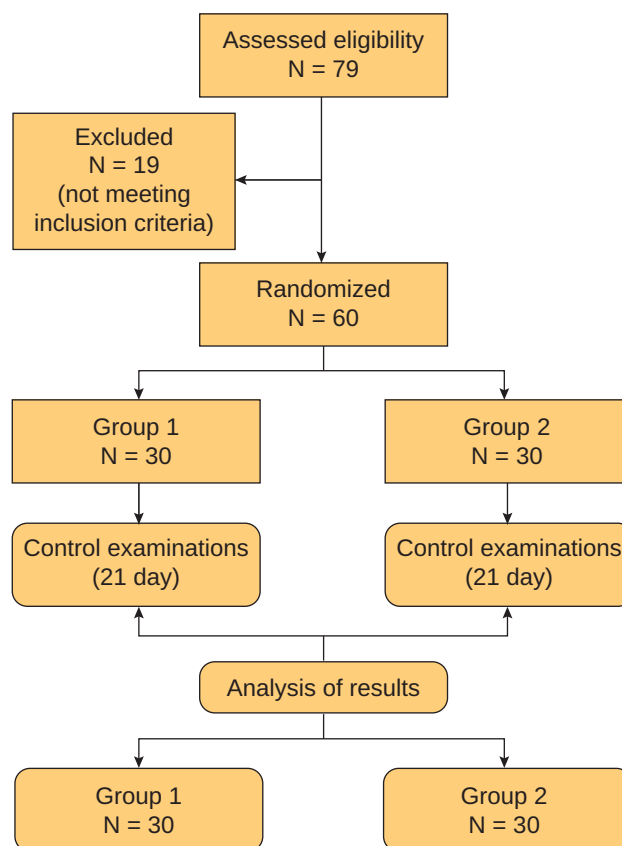 Assessed eligibility
N = 79
Excluded
N = 19
(not meeting
inclusion criteria)
Randomized
N = 60
Group 1
N = 30
Group 2
N = 30
Control examinations
(21 day)
Control examinations
(21 day)
Analysis of results
Group 1
N = 30
Group 2
N = 30